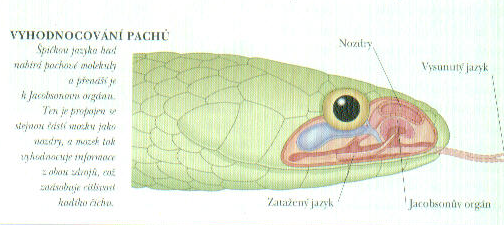 VYHODNOCOVÁNÍ PACHŮ
Špičkou jazyka had
nabírá pachové molekuly
a přenáší je
k Jacobsonovu orgánu.
Ten je propojen se
stejnou částí mozku jako
nozdry, a mozek tak
vyhodnocuje informace
z obou zdrojů, což
způsobuje citlivost
hadího čichu.
Nozdry
Vysunutý jazyk
Zatažený jazyk
Jacobsonův orgán